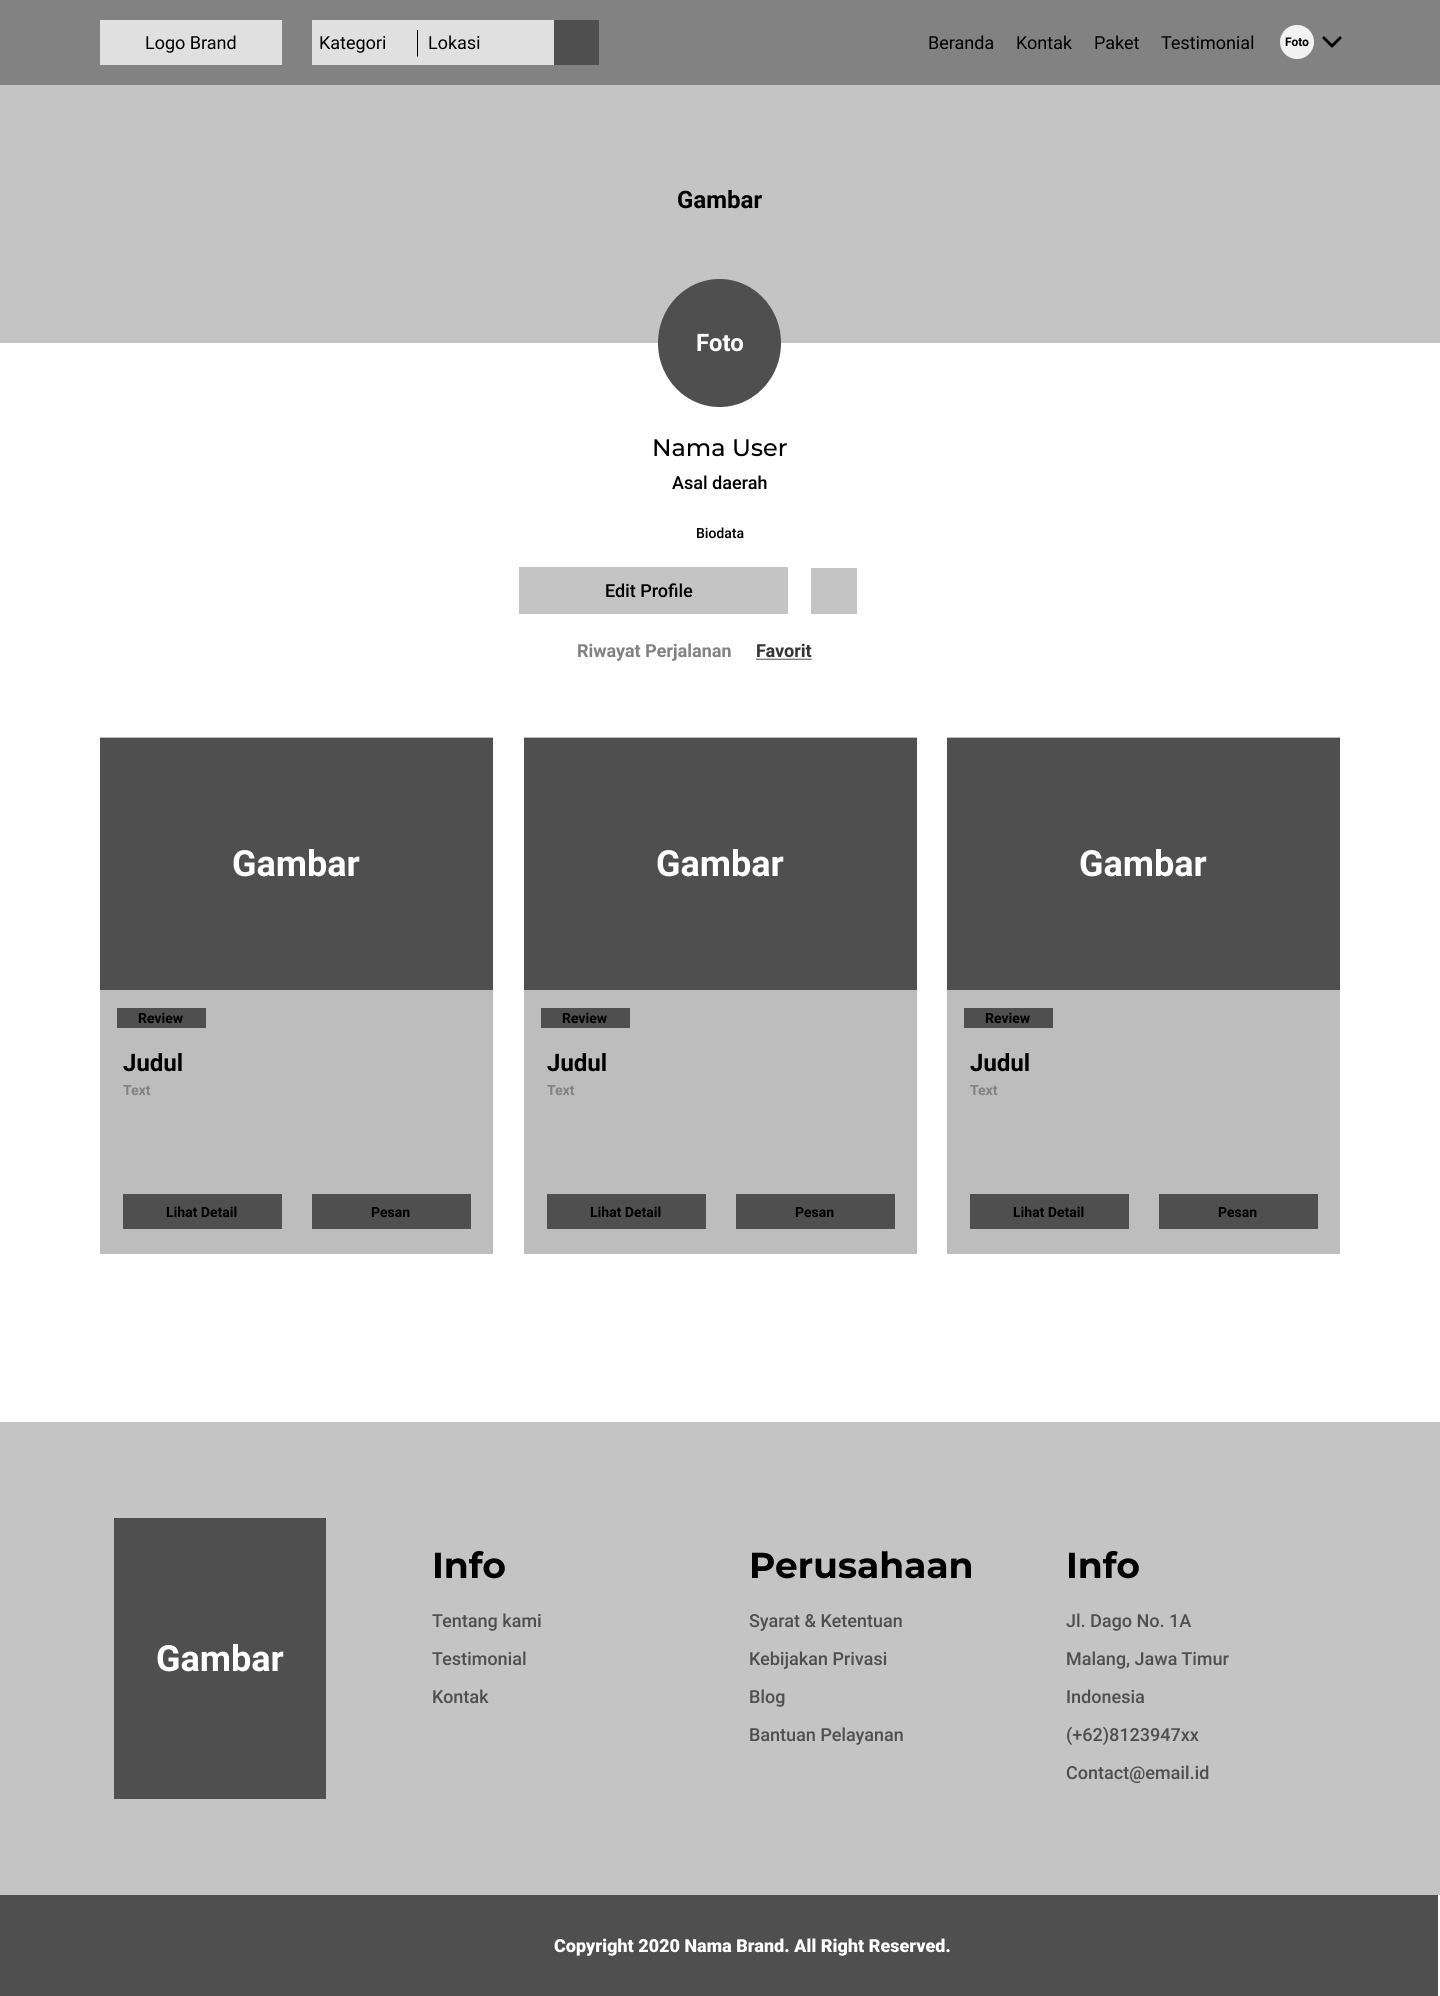 Logo Brand
Kategori
Lokasi
Beranda
Kontak
Paket
Testimonial
Foto
Gambar
Foto
Nama User
Asal daerah
Biodata
Edit Profile
Riwayat Perjalanan
Favorit
Gambar
Gambar
Gambar
Review
Judul
Text
Lihat Detail
Pesan
Review
Judul
Text
Lihat Detail
Pesan
Review
Judul
Text
Lihat Detail
Pesan
Gambar
Info
Tentang kami
Testimonial
Kontak
Perusahaan
Syarat & Ketentuan
Kebijakan Privasi
Blog
Bantuan Pelayanan
Info
Jl. Dago No. 1A
Malang, Jawa Timur
Indonesia
(+62)8123947xx
Contact@email.id
Copyright 2020 Nama Brand. All Right Reserved.